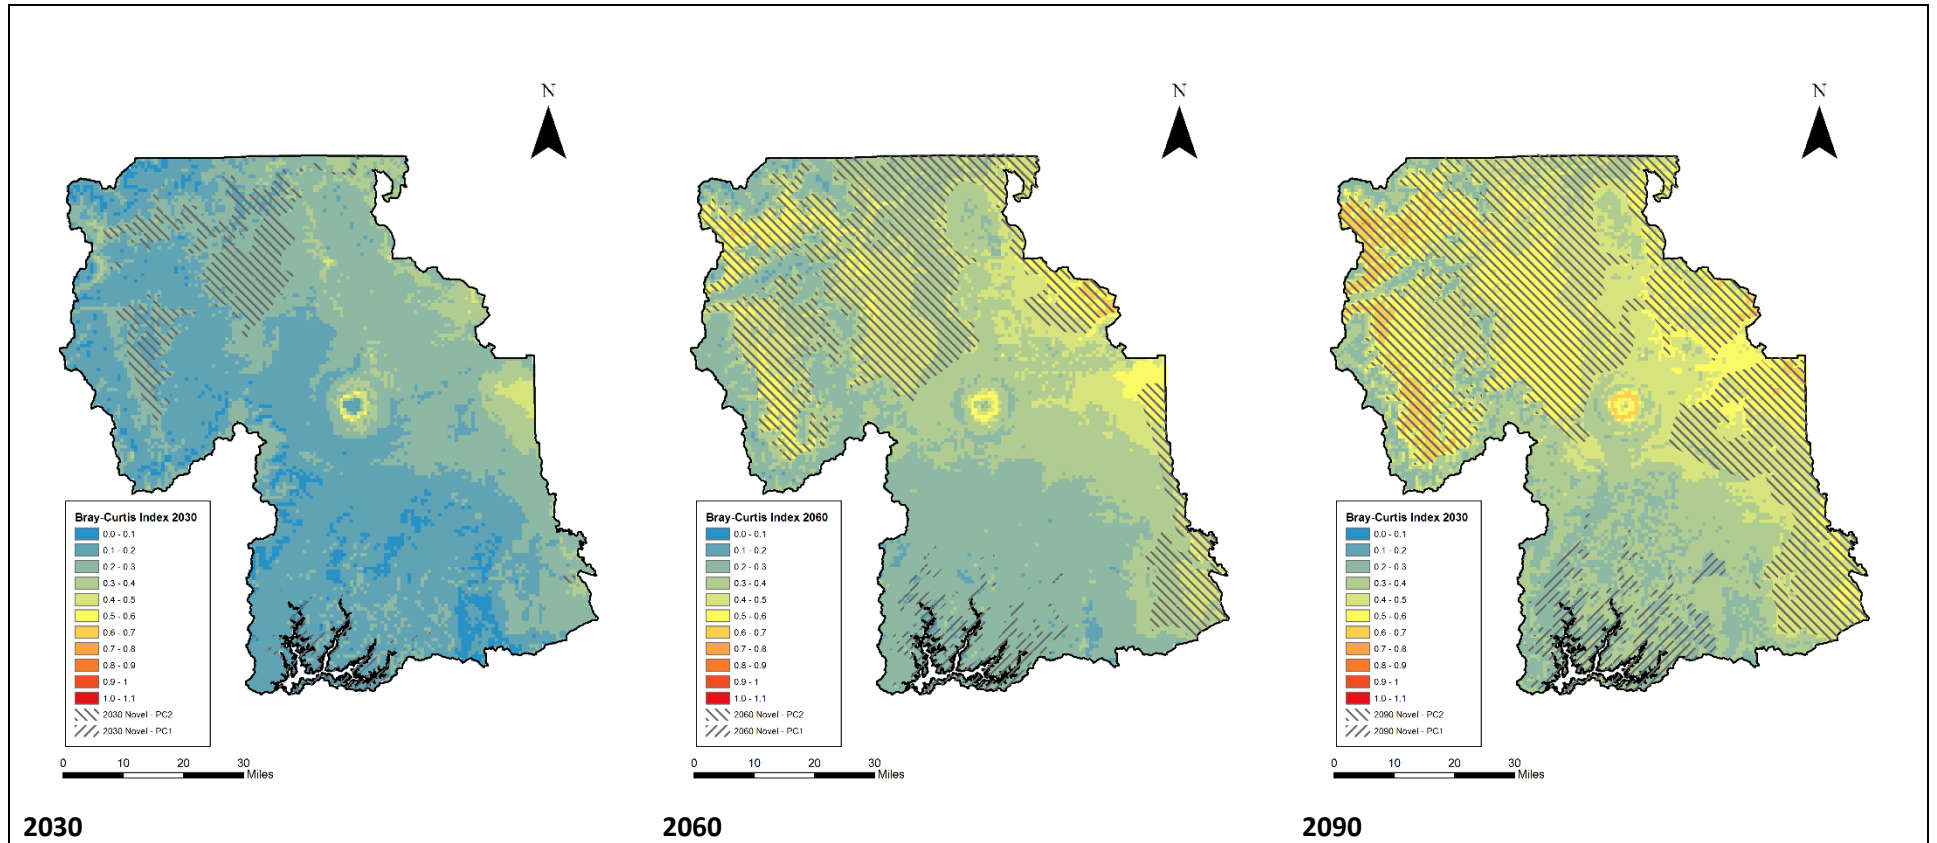 N
N
N
Bray-Curtis Index 2030
0.0 - 0.1
0.1 - 0.2
0.2 - 0.3
0.3 - 0.4
0.4 - 0.5
0.5 - 0.6
0.6 - 0.7
0.7 - 0.8
0.8 - 0.9
0.9 - 1
1.0 - 1.1
2030 Novel - PC2
2030 Novel - PC1
0 10 20 30
Miles
2030
Bray-Curtis Index 2060
0.0 - 0.1
0.1 - 0.2
0.2 - 0.3
0.3 - 0.4
0.4 - 0.5
0.5 - 0.6
0.6 - 0.7
0.7 - 0.8
0.8 - 0.9
0.9 - 1
1.0 - 1.1
2060 Novel - PC2
2060 Novel - PC1
0 10 20 30
Miles
2060
Bray-Curtis Index 2030
0.0 - 0.1
0.1 - 0.2
0.2 - 0.3
0.3 - 0.4
0.4 - 0.5
0.5 - 0.6
0.6 - 0.7
0.7 - 0.8
0.8 - 0.9
0.9 - 1
1.0 - 1.1
2090 Novel - PC2
2090 Novel - PC1
0 10 20 30
Miles
2090